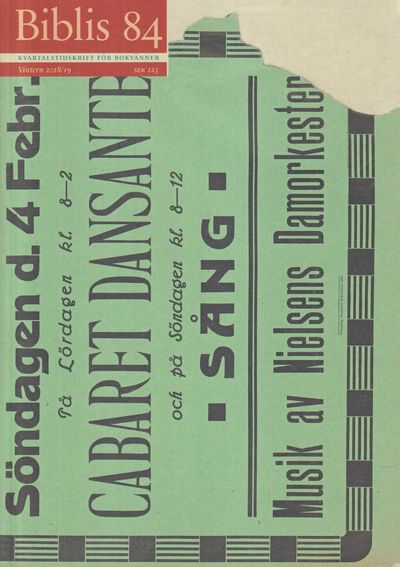 Biblis 84
KVARTALSTIDSKRIFT FÖR BOKVÄNNER
Vintern 2018/19 SEK 125
Söndagen d. 4 Febr.
På Lördagen kl. 8—2
CABARET DANSANTE
och på Söndagen kl. 8—12
SÅNG
Musik av Nielsens Damorkester